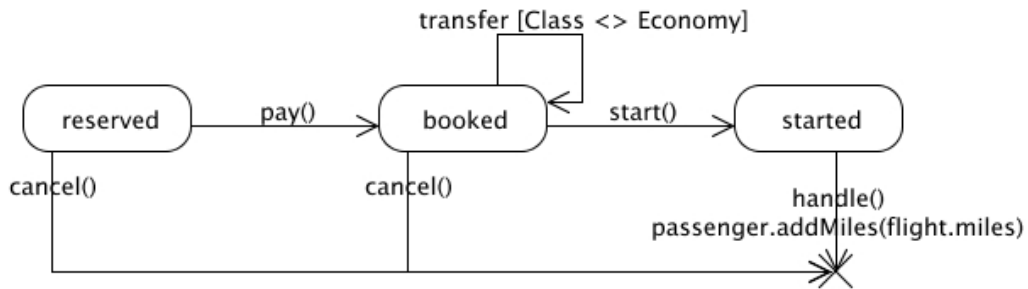 transfer [Class <> Economy]
reserved
pay()
booked
start()
started
cancel()
cancel()
handle()
passenger.addMiles(flight.miles)